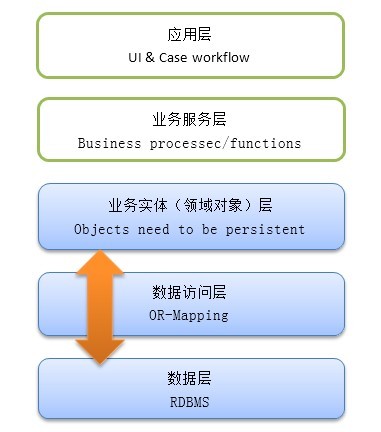 应用层
UI & Case workflow
业务服务层
Business processec/functions
业务实体（领域对象）层
Objects need to be persistent
数据访问层
OR-Mapping
数据层
RDBMS